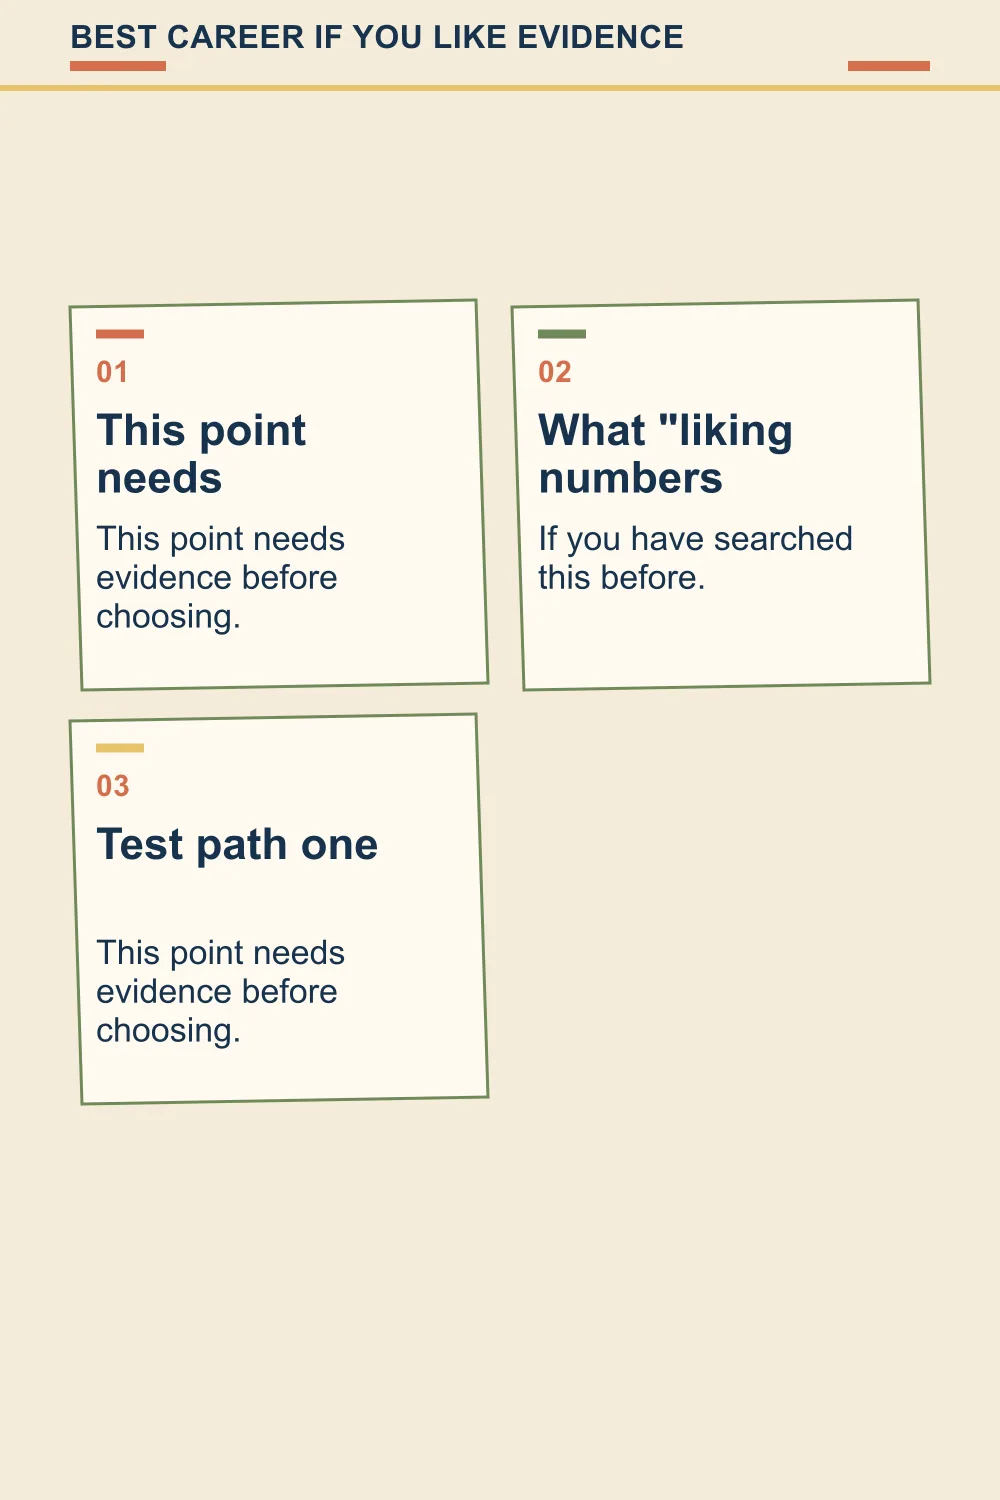 BEST CAREER IF YOU LIKE EVIDENCE
01
This point
needs
This point needs
evidence before
choosing.
02
What "liking
numbers
If you have searched
this before.
03
Test path one
This point needs
evidence before
choosing.